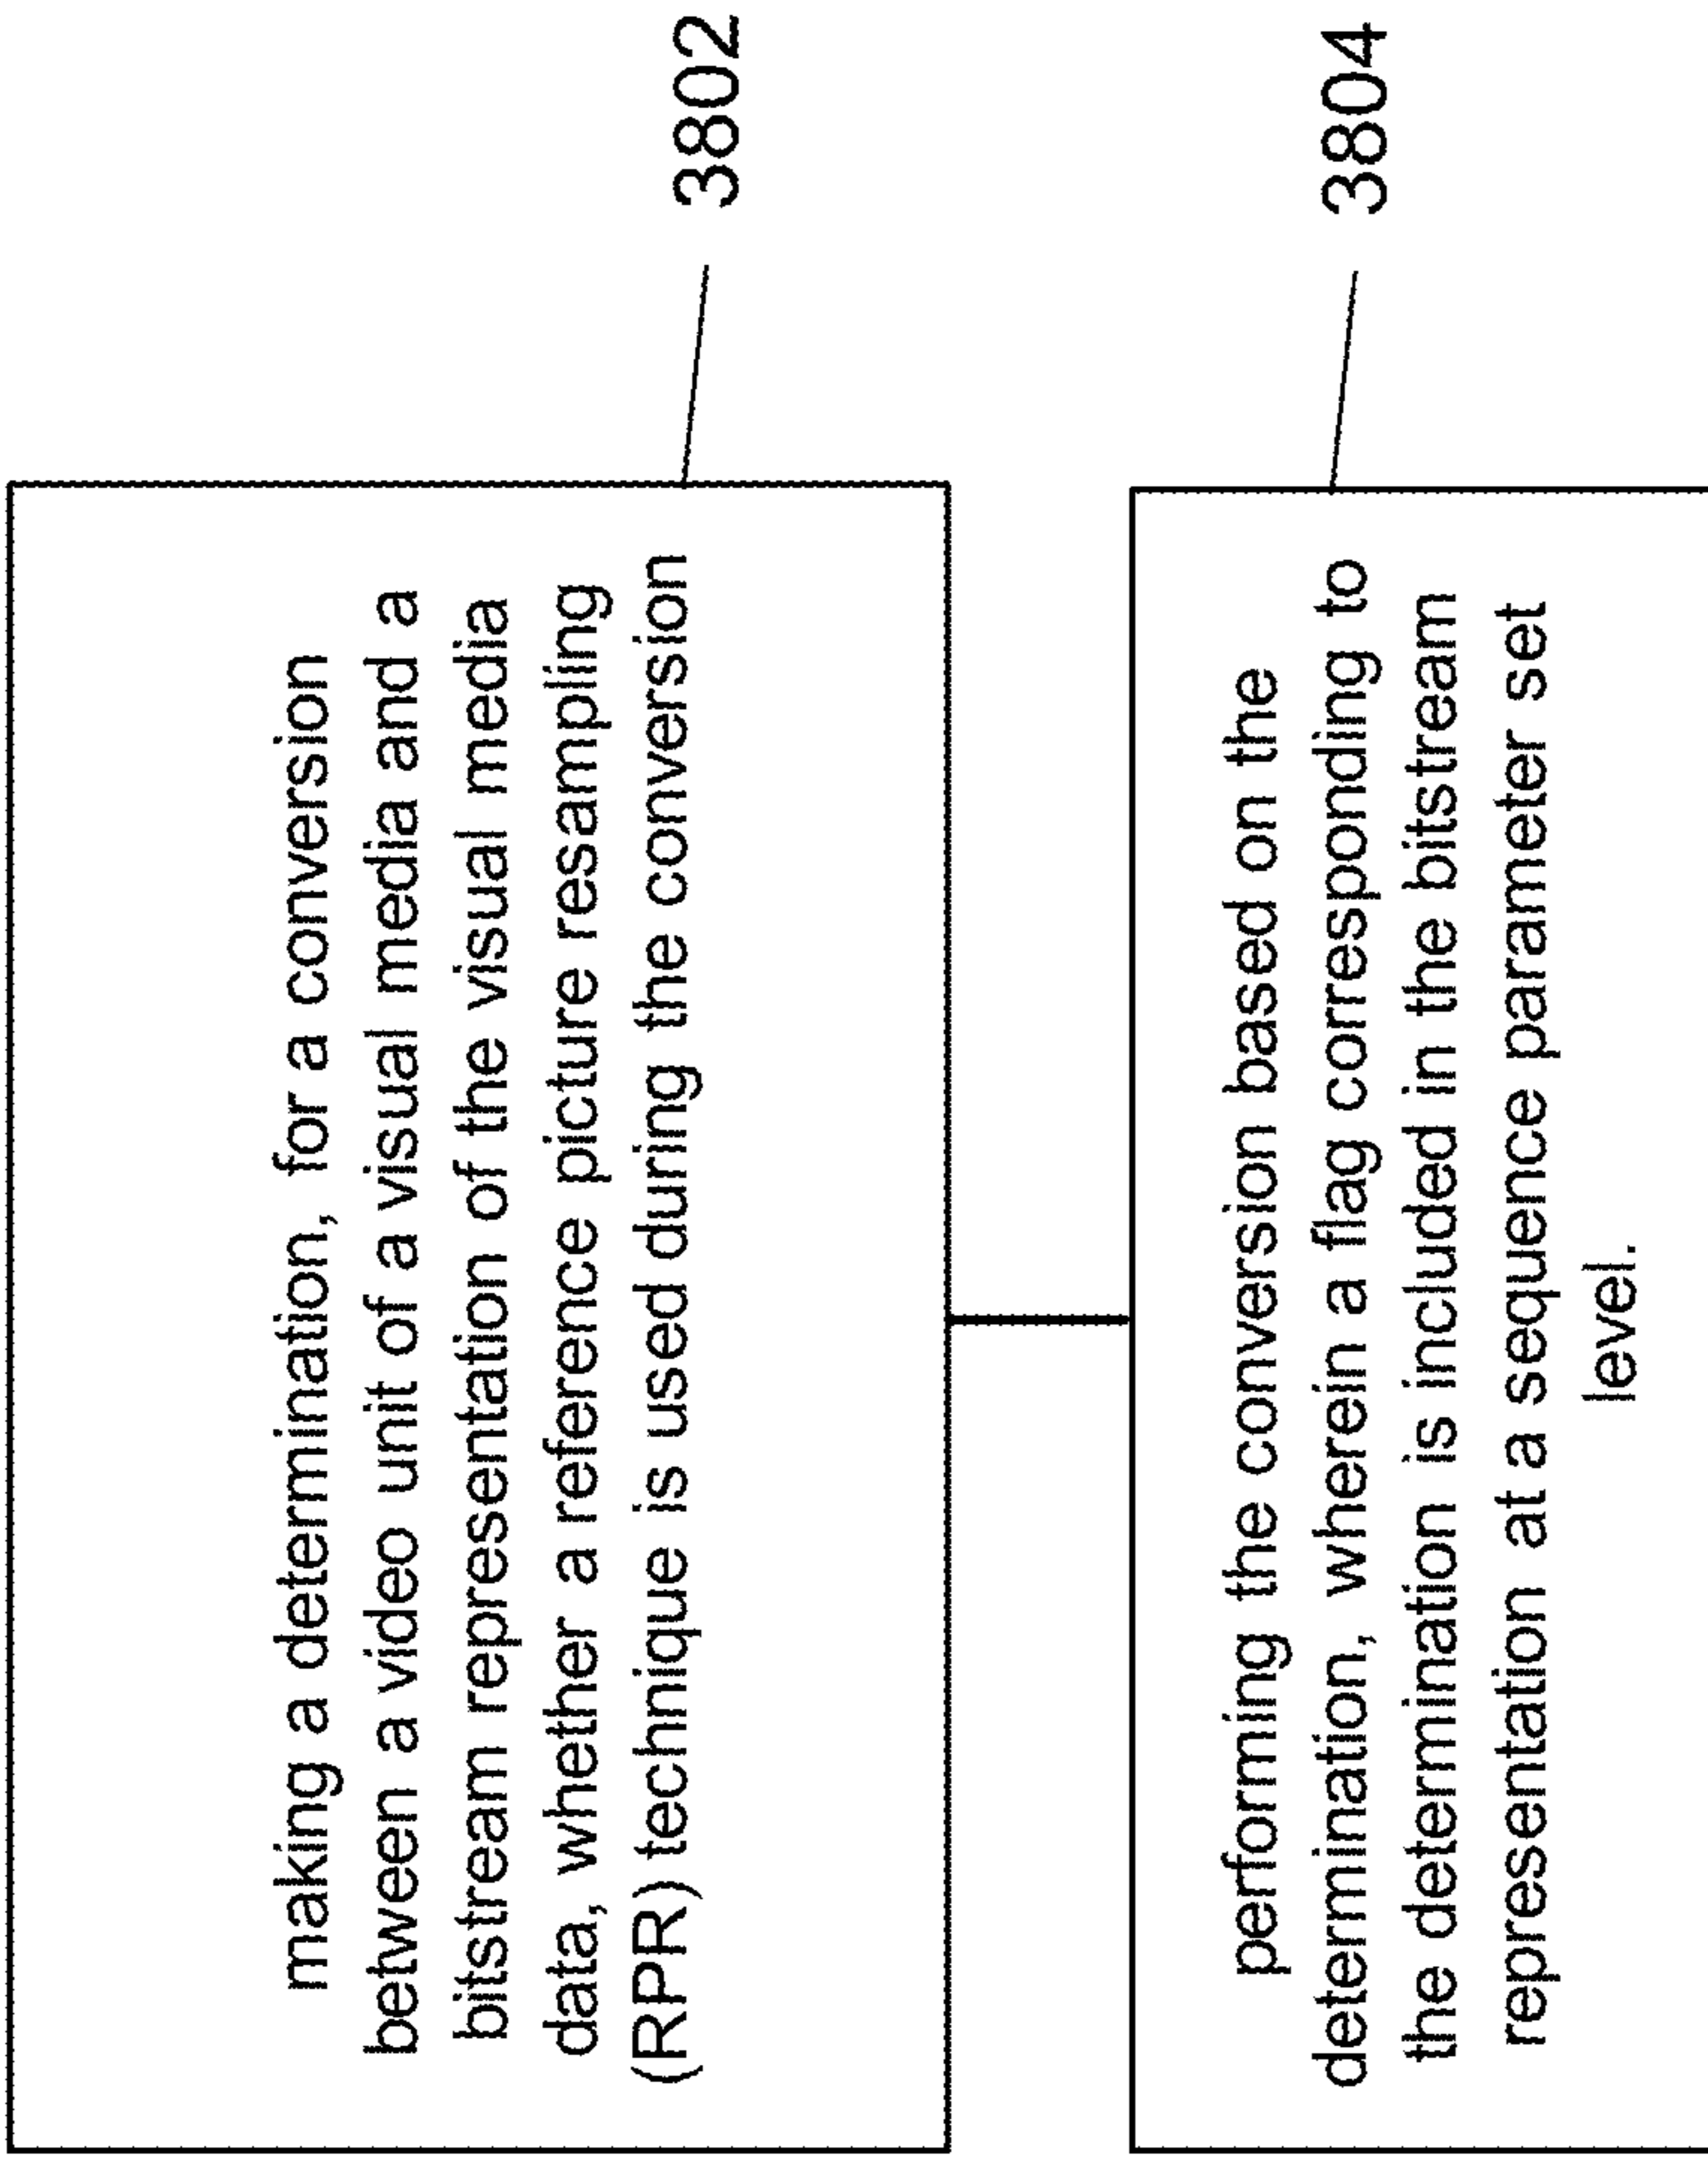 making a determination, for a conversion
between a video unit of a visual media and a
bitstream representation of the visual media
data, whether a reference picture resampling
(RPR) technique is used during the conversion
3802
performing the conversion based on the
determination, wherein a flag corresponding to
the determination is included in the bitstream
representation at a sequence parameter set
level.
3804